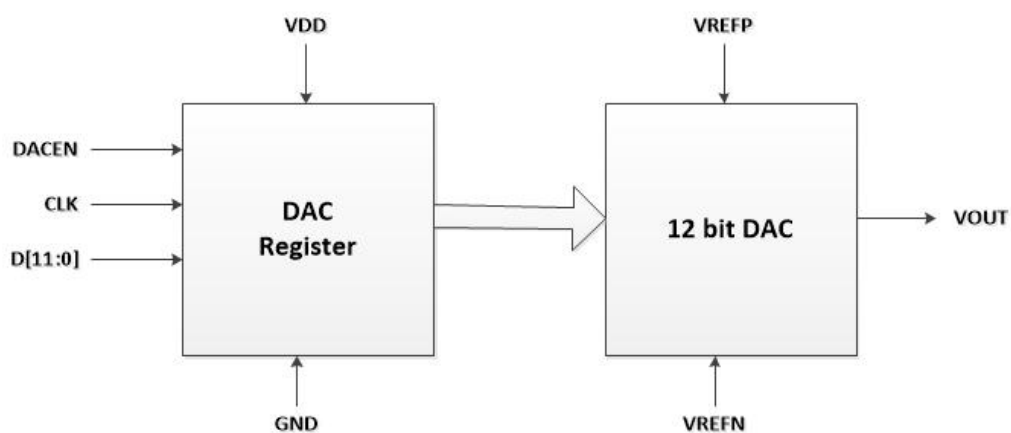 VDD
VREFP
DACEN
CLK
D[11:0]
DAC
Register
12 bit DAC
VOUT
GND
VREFN